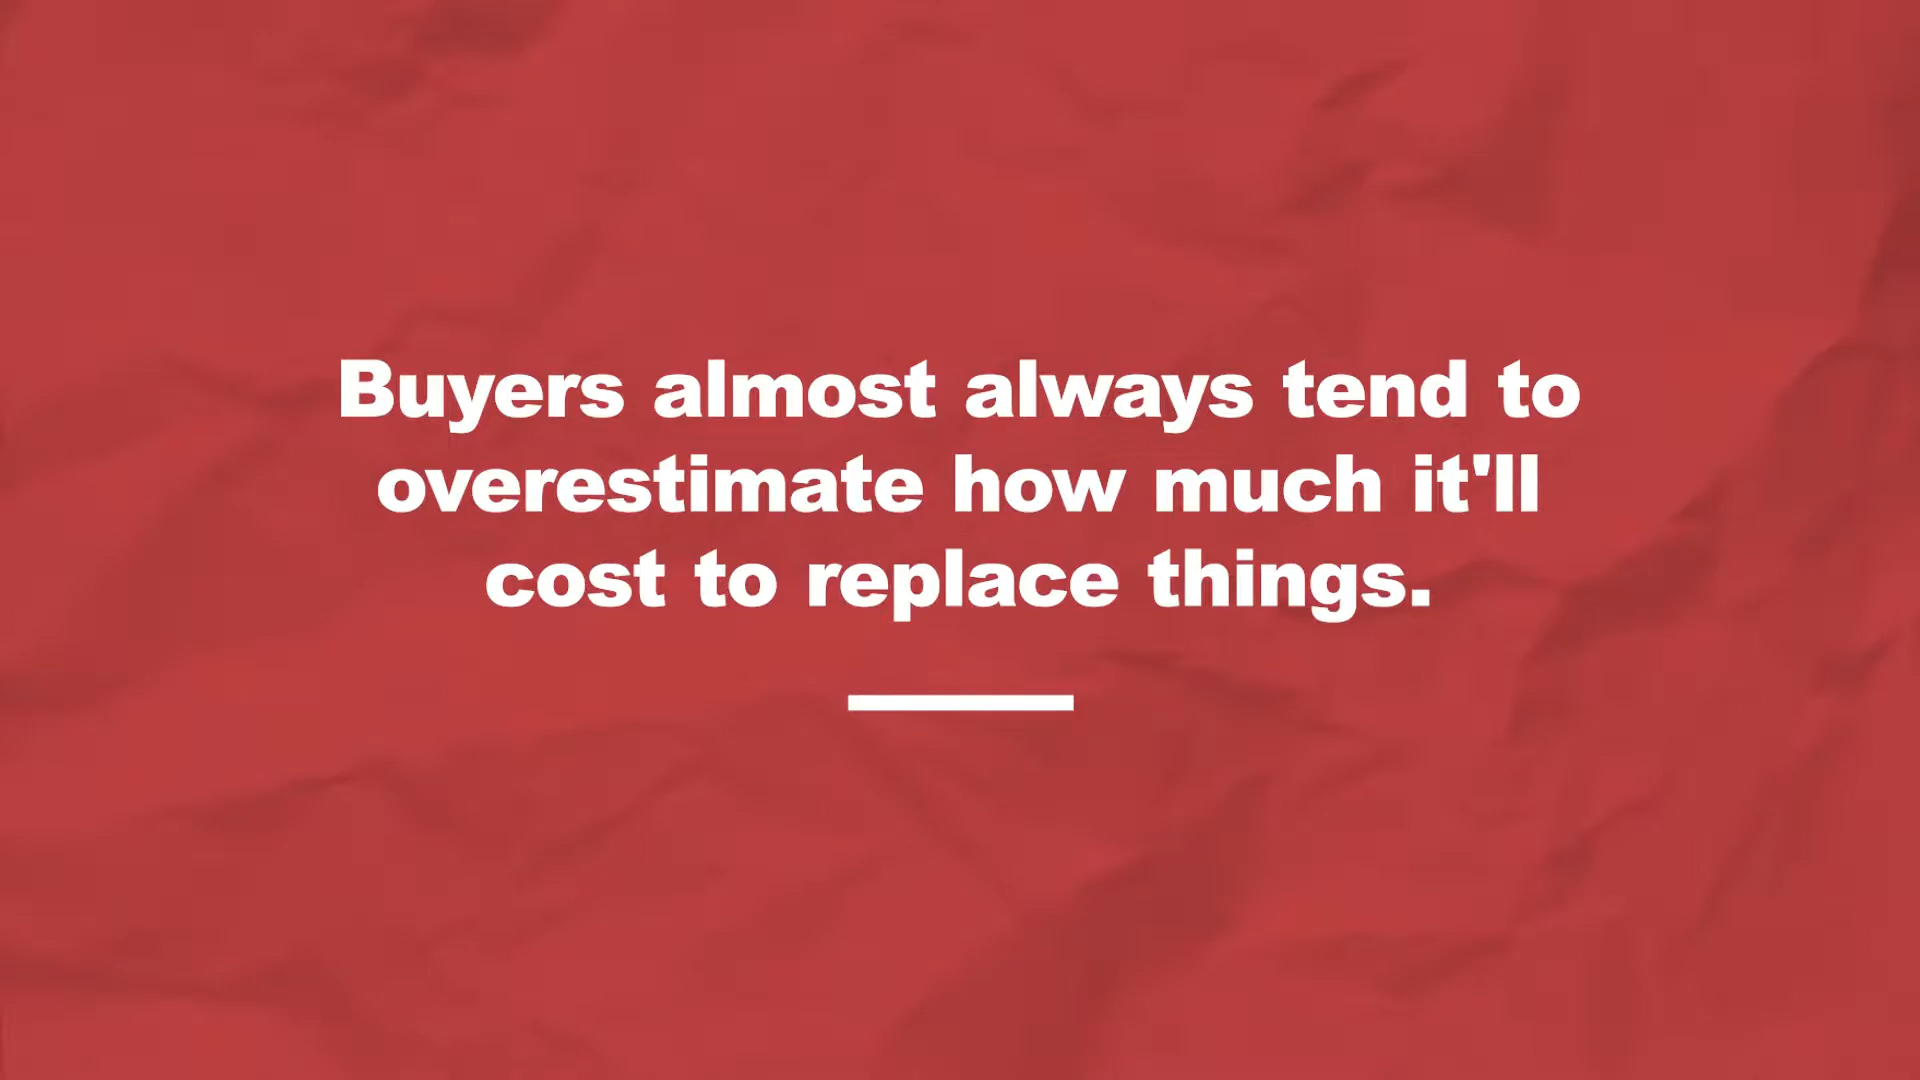 Buyers almost always tend to
overestimate how much it'll
cost to replace things.